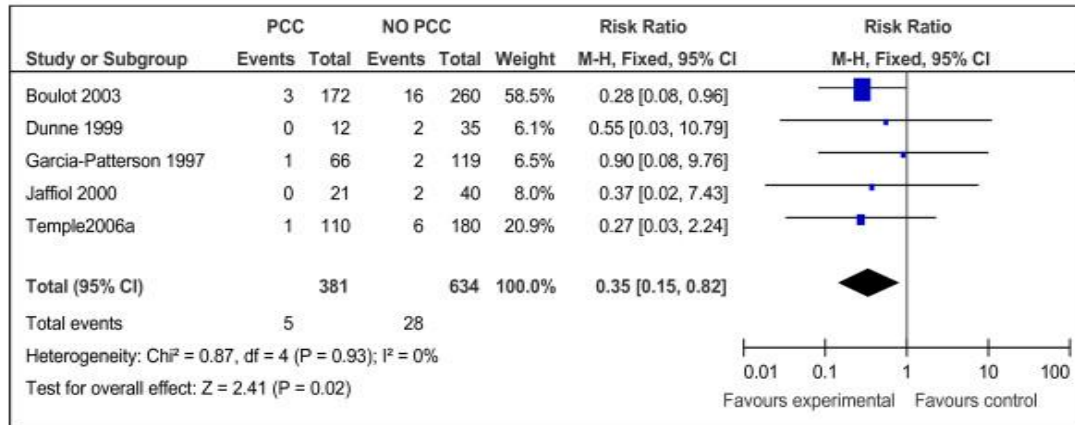 PCC NO PCC Risk Ratio Risk Ratio
Study or Subgroup Events Total Events Total Weight M-H, Fixed, 95% CI M-H, Fixed, 95% CI
Boulot 2003 3 172 16 260 58.5% 0.28 [0.08, 0.96]
Dunne 1999 0 12 2 35 6.1% 0.55 [0.03, 10.79]
Garcia-Patterson 1997 1 66 2 119 6.5% 0.90 [0.08, 9.76]
Jaffiol 2000 0 21 2 40 8.0% 0.37 [0.02, 7.43]
Temple2006a 1 110 6 180 20.9% 0.27 [0.03, 2.24]
Total (95% CI) 381 634 100.0% 0.35 [0.15, 0.82]
Total events 5 28
Heterogeneity: Chi² = 0.87, df = 4 (P = 0.93); I² = 0%
Test for overall effect: Z = 2.41 (P = 0.02)
0.01 0.1 1 10 100
Favours experimental Favours control